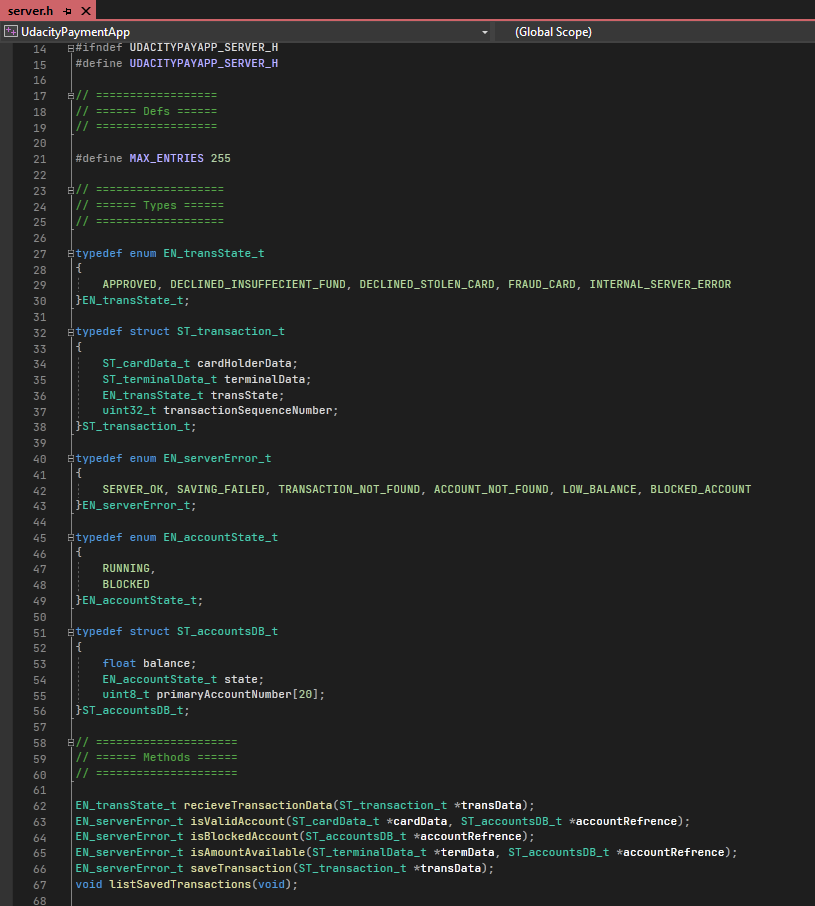 server.h
UdacityPaymentApp (Global Scope)
14 #ifndef UDACITYPAYAPP_SERVER_H
15 #define UDACITYPAYAPP_SERVER_H
16
17 // ==================
18 // ====== Defs ======
19 // ==================
20
21 #define MAX_ENTRIES 255
22
23 // ===================
24 // ====== Types ======
25 // ===================
26
27 typedef enum EN_transState_t
28 {
29     APPROVED, DECLINED_INSUFFECIENT_FUND, DECLINED_STOLEN_CARD, FRAUD_CARD, INTERNAL_SERVER_ERROR
30 }EN_transState_t;
31
32 typedef struct ST_transaction_t
33 {
34     ST_cardData_t cardHolderData;
35     ST_terminalData_t terminalData;
36     EN_transState_t transState;
37     uint32_t transactionSequenceNumber;
38 }ST_transaction_t;
39
40 typedef enum EN_serverError_t
41 {
42     SERVER_OK, SAVING_FAILED, TRANSACTION_NOT_FOUND, ACCOUNT_NOT_FOUND, LOW_BALANCE, BLOCKED_ACCOUNT
43 }EN_serverError_t;
44
45 typedef enum EN_accountState_t
46 {
47     RUNNING,
48     BLOCKED
49 }EN_accountState_t;
50
51 typedef struct ST_accountsDB_t
52 {
53     float balance;
54     EN_accountState_t state;
55     uint8_t primaryAccountNumber[20];
56 }ST_accountsDB_t;
57
58 // =====================
59 // ====== Methods ======
60 // =====================
61
62 EN_transState_t recieveTransactionData(ST_transaction_t *transData);
63 EN_serverError_t isValidAccount(ST_cardData_t *cardData, ST_accountsDB_t *accountRefrence);
64 EN_serverError_t isBlockedAccount(ST_accountsDB_t *accountRefrence);
65 EN_serverError_t isAmountAvailable(ST_terminalData_t *termData, ST_accountsDB_t *accountRefrence);
66 EN_serverError_t saveTransaction(ST_transaction_t *transData);
67 void listSavedTransactions(void);
68